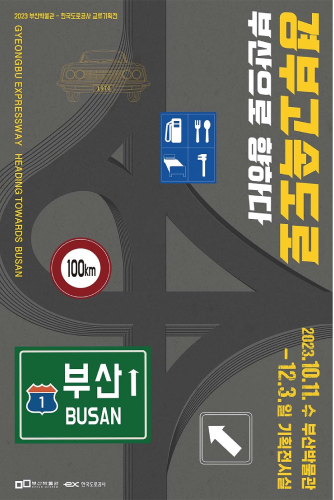 2023 부산박물관 - 한국도로공사 교류기획전
경부고속도로
부산으로 향하다
GYEONGBU EXPRESSWAY HEADING TOWARDS BUSAN
100km
부산
BUSAN
1
2023.10.11.수 부산박물관
-12.3.일 기획전시실
부산박물관
ex 한국도로공사